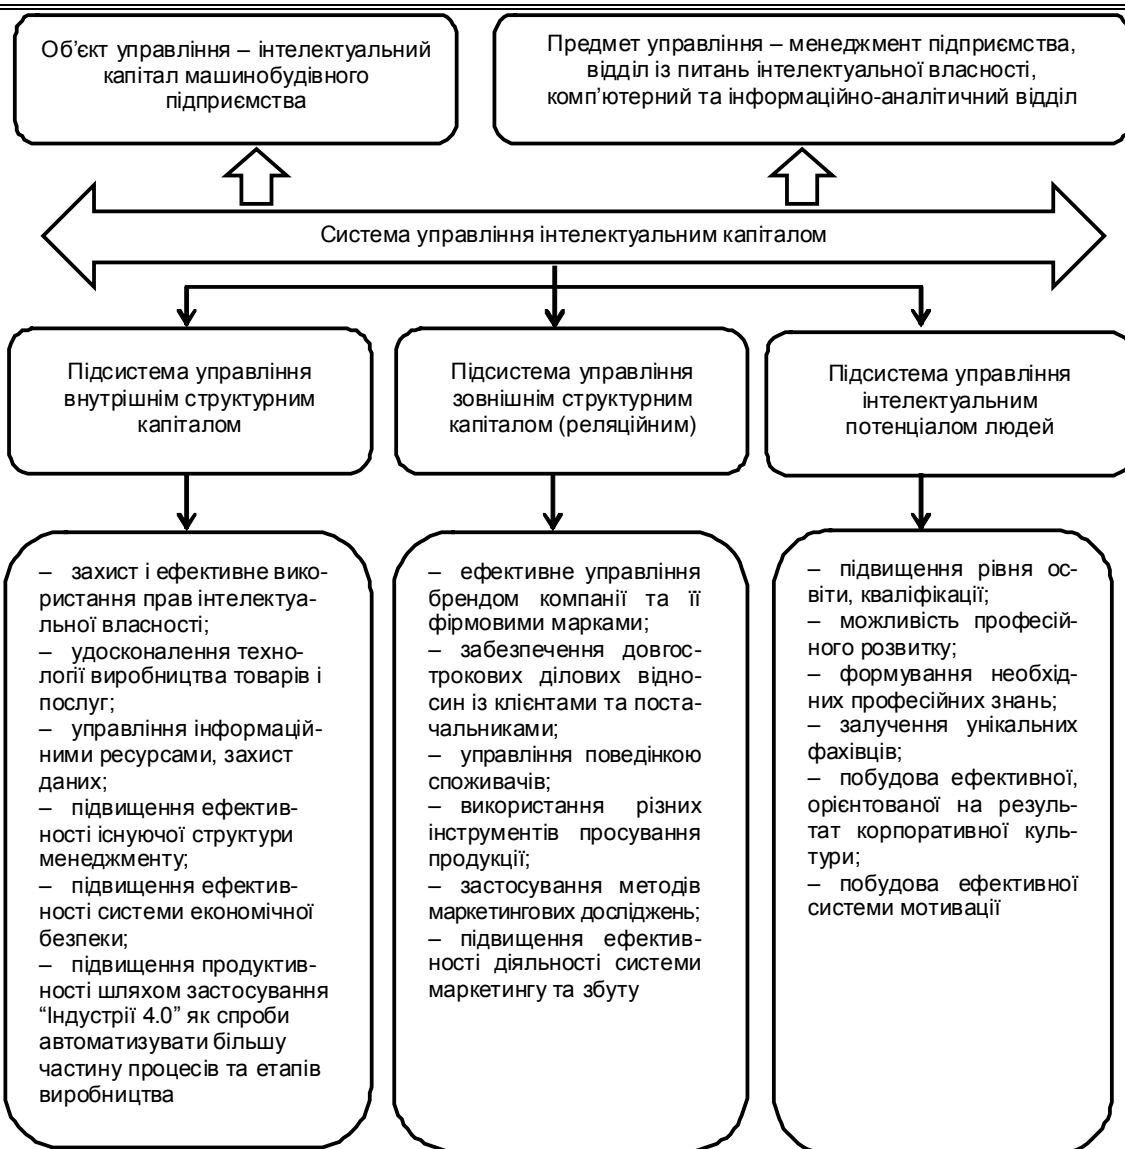 Об’єкт управління – інтелектуальний
капітал машинобудівного
підприємства
Предмет управління – менеджмент підприємства,
відділ із питань інтелектуальної власності,
комп’ютерний та інформаційно-аналітичний відділ
Система управління інтелектуальним капіталом
Підсистема управління
внутрішнім структурним
капіталом
Підсистема управління
зовнішнім структурним
капіталом (реляційним)
Підсистема управління
інтелектуальним
потенціалом людей
– захист і ефективне вико-
ристання прав інтелектуа-
льної власності;
– удосконалення техно-
логії виробництва товарів і
послуг;
– управління інформацій-
ними ресурсами, захист
даних;
– підвищення ефектив-
ності існуючої структури
менеджменту;
– підвищення ефектив-
ності системи економічної
безпеки;
– підвищення продуктив-
ності шляхом застосування
“Індустрії 4.0” як спроби
автоматизувати більшу
частину процесів та етапів
виробництва
– ефективне управління
брендом компанії та її
фірмовими марками;
– забезпечення довгос-
трокових ділових відно-
син із клієнтами та поста-
чальниками;
– управління поведінкою
споживачів;
– використання різних
інструментів просування
продукції;
– застосування методів
маркетингових досліджень;
– підвищення ефектив-
ності діяльності системи
маркетингу та збуту
– підвищення рівня ос-
віти, кваліфікації;
– можливість професій-
ного розвитку;
– формування необхід-
них професійних знань;
– залучення унікальних
фахівців;
– побудова ефективної,
орієнтованої на резуль-
тат корпоративної куль-
тури;
– побудова ефективної
системи мотивації